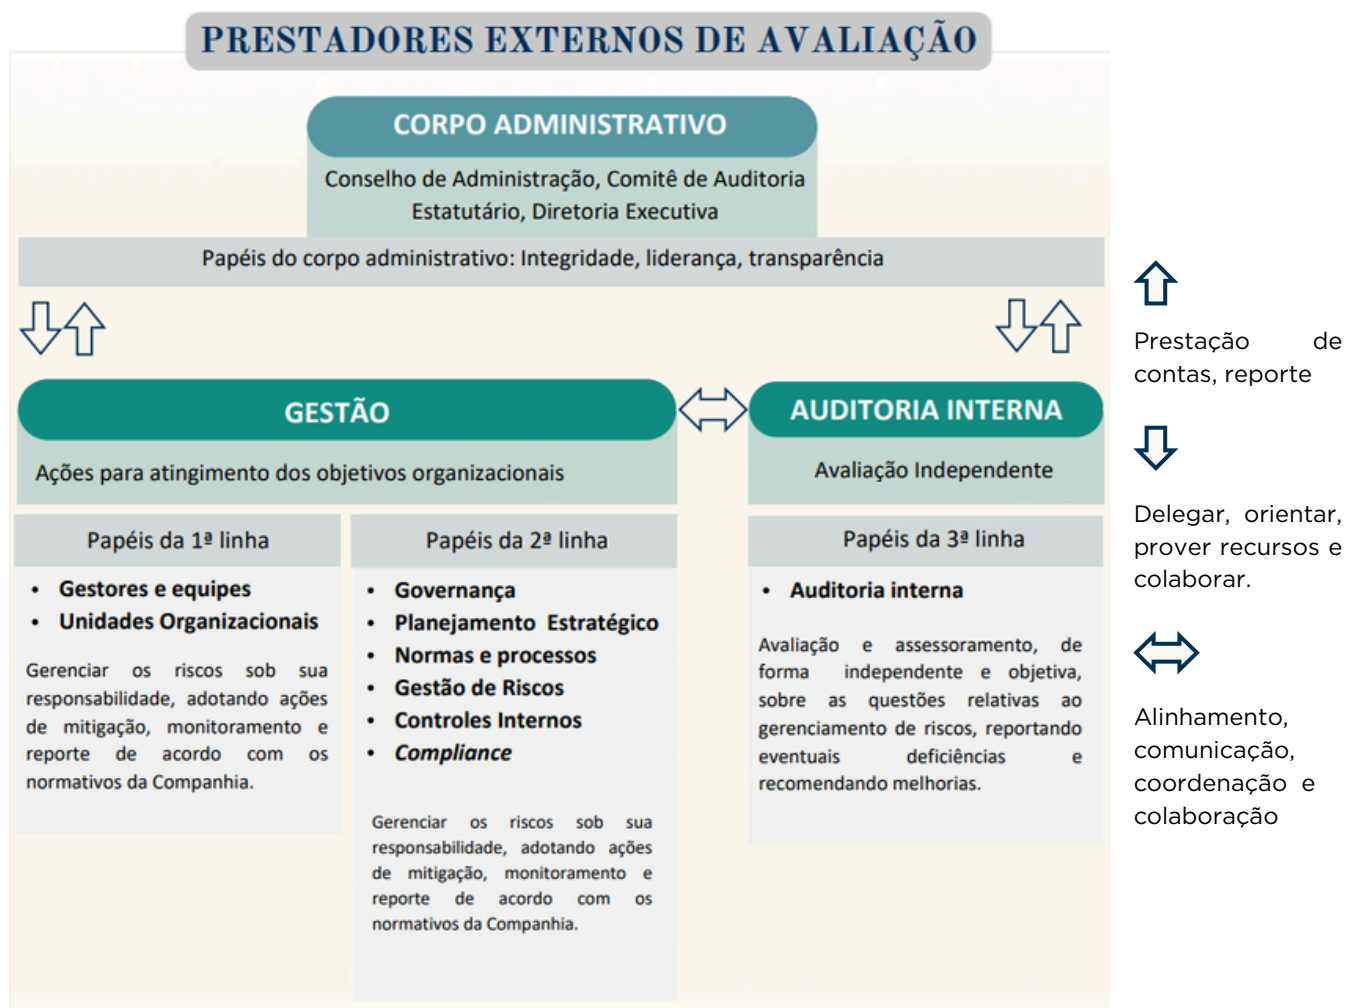 PRESTADORES EXTERNOS DE AVALIAÇÃO
CORPO ADMINISTRATIVO
Conselho de Administração, Comitê de Auditoria
Estatutário, Diretoria Executiva
Papéis do corpo administrativo: Integridade, liderança, transparência
GESTÃO
Ações para atingimento dos objetivos organizacionais
Papéis da 1ª linha
• Gestores e equipes
• Unidades Organizacionais
Gerenciar os riscos sob sua
responsabilidade, adotando ações
de mitigação, monitoramento e
reporte de acordo com os
normativos da Companhia.
Papéis da 2ª linha
• Governança
• Planejamento Estratégico
• Normas e processos
• Gestão de Riscos
• Controles Internos
• Compliance
Gerenciar os riscos sob sua
responsabilidade, adotando ações
de mitigação, monitoramento e
reporte de acordo com os
normativos da Companhia.
AUDITORIA INTERNA
Avaliação Independente
Papéis da 3ª linha
• Auditoria interna
Avaliação e assessoramento, de
forma independente e objetiva,
sobre as questões relativas ao
gerenciamento de riscos, reportando
eventuais deficiências e
recomendando melhorias.
Prestação de
contas, reporte
Delegar, orientar,
prover recursos e
colaborar.
Alinhamento,
comunicação,
coordenação e
colaboração